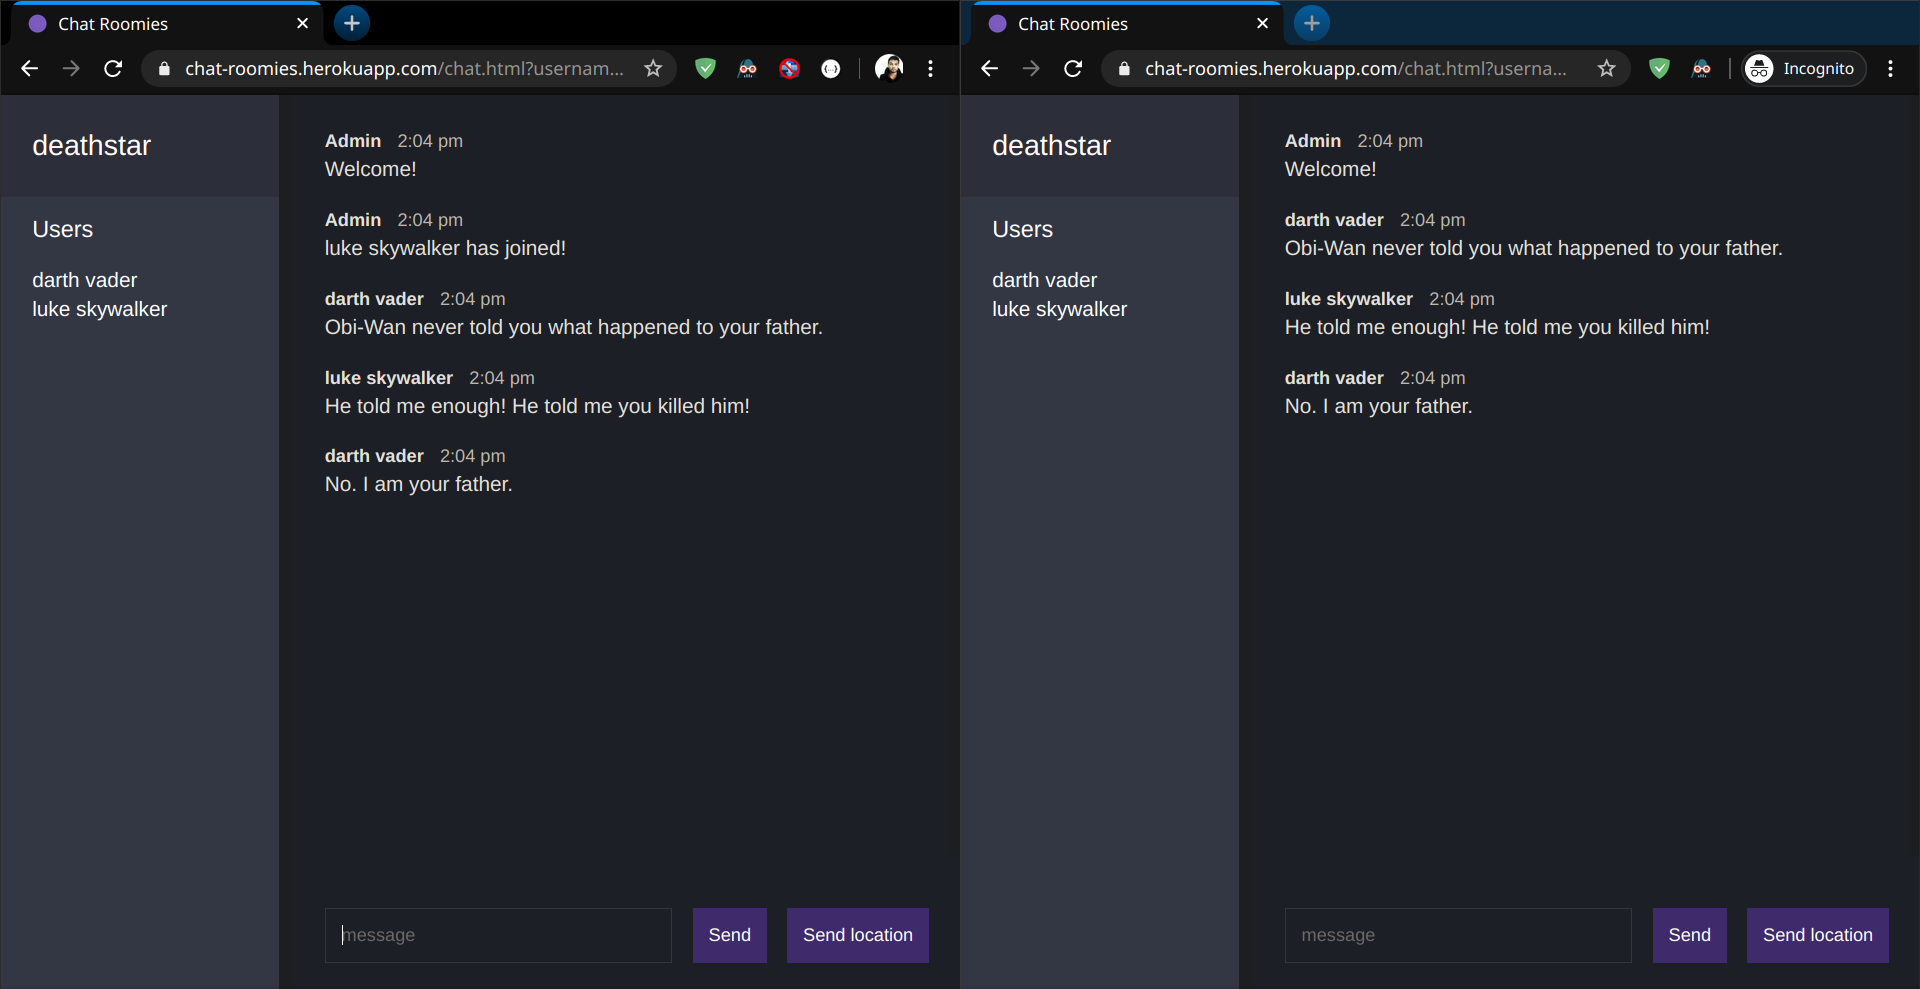 Chat Roomies
chat-roomies.herokuapp.com/chat.html?usernam...
deathstar
Users
darth vader
luke skywalker
Admin 2:04 pm
Welcome!
Admin 2:04 pm
luke skywalker has joined!
darth vader 2:04 pm
Obi-Wan never told you what happened to your father.
luke skywalker 2:04 pm
He told me enough! He told me you killed him!
darth vader 2:04 pm
No. I am your father.
message
Send
Send location
Chat Roomies
chat-roomies.herokuapp.com/chat.html?userna...
Incognito
deathstar
Users
darth vader
luke skywalker
Admin 2:04 pm
Welcome!
darth vader 2:04 pm
Obi-Wan never told you what happened to your father.
luke skywalker 2:04 pm
He told me enough! He told me you killed him!
darth vader 2:04 pm
No. I am your father.
message
Send
Send location